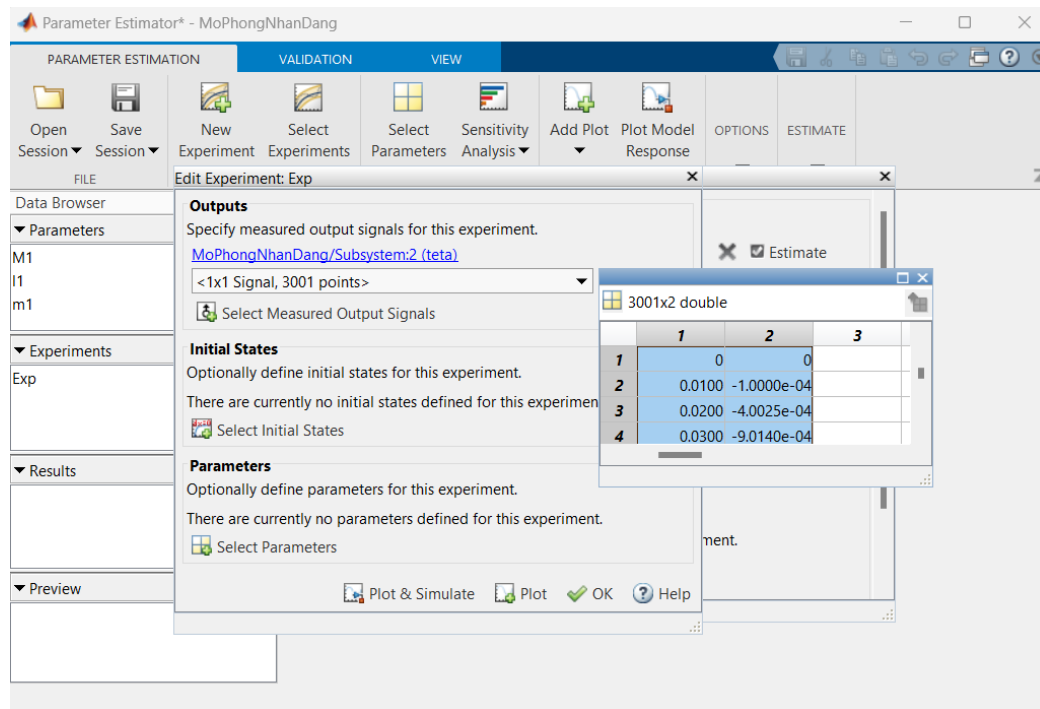 Parameter Estimator* - MoPhongNhanDang
PARAMETER ESTIMATION VALIDATION VIEW
Open Session Save Session New Experiment Select Experiments Select Parameters Sensitivity Analysis Add Plot Plot Model Response OPTIONS ESTIMATE
FILE
Edit Experiment: Exp
Data Browser
Parameters
M1
l1
m1
Experiments
Exp
Results
Preview
Outputs
Specify measured output signals for this experiment.
MoPhongNhanDang/Subsystem:2 (teta)
<1x1 Signal, 3001 points>
Select Measured Output Signals
Initial States
Optionally define initial states for this experiment.
There are currently no initial states defined for this experimen
Select Initial States
Parameters
Optionally define parameters for this experiment.
There are currently no parameters defined for this experiment.
Select Parameters
Plot & Simulate Plot OK Help
Estimate
3001x2 double
1 2 3
1 0 0
2 0.0100 -1.0000e-04
3 0.0200 -4.0025e-04
4 0.0300 -9.0140e-04
ment.